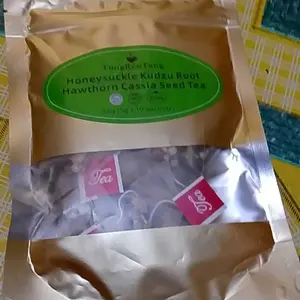 Honeysuckle Kudzu Root
Hawthorn Cassia Seed Tea
Tea
Tea